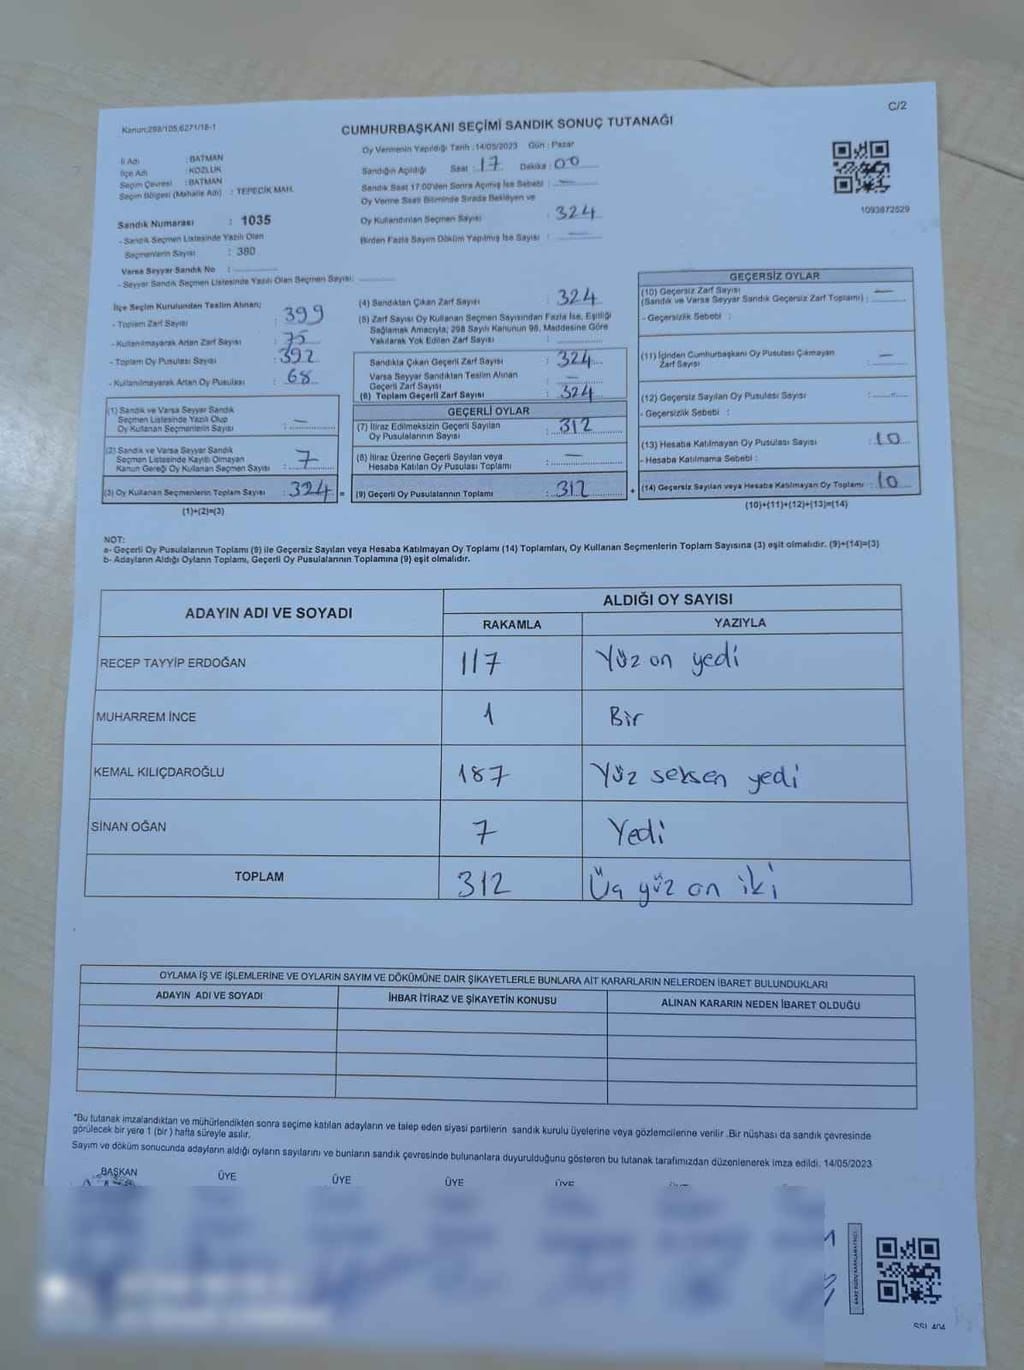 C/2
Kanun:298/105,6271/18-1
CUMHURBAŞKANI SEÇİMİ SANDIK SONUÇ TUTANAĞI
İl Adı : BATMAN
İlçe Adı : KOZLUK
Seçim Çevresi : BATMAN
Seçim Bölgesi (Mahalle Adı) : TEPECİK MAH.
Sandık Numarası : 1035
- Sandık Seçmen Listesinde Yazılı Olan
Seçmenlerin Sayısı : 380
Varsa Seyyar Sandık No :
- Seyyar Sandık Seçmen Listesinde Yazılı Olan Seçmen Sayısı:
Oy Vermenin Yapıldığı Tarih :14/05/2023 Gün : Pazar
Sandığın Açıldığı Saat : 17 Dakika : 00
Sandık Saat 17:00'den Sonra Açılmış İse Sebebi : —
Oy Verme Saati Bitiminde Sırada Bekleyen ve
Oy Kullandırılan Seçmen Sayısı : 324
Birden Fazla Sayım Döküm Yapılmış İse Sayısı : —
1093872529
İlçe Seçim Kurulundan Teslim Alınan;
- Toplam Zarf Sayısı : 399
- Kullanılmayarak Artan Zarf Sayısı : 75
- Toplam Oy Pusulası Sayısı : 392
- Kullanılmayarak Artan Oy Pusulası : 68
(1) Sandık ve Varsa Seyyar Sandık
Seçmen Listesinde Yazılı Olup
Oy Kullanan Seçmenlerin Sayısı : —
(2) Sandık ve Varsa Seyyar Sandık
Seçmen Listesinde Kayıtlı Olmayan
Kanun Gereği Oy Kullanan Seçmen Sayısı : 7
(3) Oy Kullanan Seçmenlerin Toplam Sayısı : 324 =
(1)+(2)=(3)
(4) Sandıktan Çıkan Zarf Sayısı : 324
(5) Zarf Sayısı Oy Kullanan Seçmen Sayısından Fazla İse, Eşitliği
Sağlamak Amacıyla; 298 Sayılı Kanunun 98. Maddesine Göre
Yakılarak Yok Edilen Zarf Sayısı :
Sandıkta Çıkan Geçerli Zarf Sayısı : 324
Varsa Seyyar Sandıktan Teslim Alınan
Geçerli Zarf Sayısı : —
(6) Toplam Geçerli Zarf Sayısı : 324
GEÇERLİ OYLAR
(7) İtiraz Edilmeksizin Geçerli Sayılan
Oy Pusulalarının Sayısı : 312
(8) İtiraz Üzerine Geçerli Sayılan veya
Hesaba Katılan Oy Pusulası Toplamı : —
(9) Geçerli Oy Pusulalarının Toplamı : 312 +
GEÇERSİZ OYLAR
(10) Geçersiz Zarf Sayısı
(Sandık ve Varsa Seyyar Sandık Geçersiz Zarf Toplamı) : —
- Geçersizlik Sebebi :
(11) İçinden Cumhurbaşkanı Oy Pusulası Çıkmayan
Zarf Sayısı : —
(12) Geçersiz Sayılan Oy Pusulası Sayısı :
- Geçersizlik Sebebi :
(13) Hesaba Katılmayan Oy Pusulası Sayısı : 10
- Hesaba Katılmama Sebebi :
(14) Geçersiz Sayılan veya Hesaba Katılmayan Oy Toplamı : 10
(10)+(11)+(12)+(13)=(14)
NOT:
a- Geçerli Oy Pusulalarının Toplamı (9) ile Geçersiz Sayılan veya Hesaba Katılmayan Oy Toplamı (14) Toplamları, Oy Kullanan Seçmenlerin Toplam Sayısına (3) eşit olmalıdır. (9)+(14)=(3)
b- Adayların Aldığı Oyların Toplamı, Geçerli Oy Pusulalarının Toplamına (9) eşit olmalıdır.
ADAYIN ADI VE SOYADI ALDIĞI OY SAYISI
RAKAMLA YAZIYLA
RECEP TAYYİP ERDOĞAN 117 Yüz on yedi
MUHARREM İNCE 1 Bir
KEMAL KILIÇDAROĞLU 187 Yüz seksen yedi
SİNAN OĞAN 7 Yedi
TOPLAM 312 Üç yüz on iki
OYLAMA İŞ VE İŞLEMLERİNE VE OYLARIN SAYIM VE DÖKÜMÜNE DAİR ŞİKAYETLERLE BUNLARA AİT KARARLARIN NELERDEN İBARET BULUNDUKLARI
ADAYIN ADI VE SOYADI İHBAR İTİRAZ VE ŞİKAYETİN KONUSU ALINAN KARARIN NEDEN İBARET OLDUĞU
*Bu tutanak imzalandıktan ve mühürlendikten sonra seçime katılan adayların ve talep eden siyasi partilerin sandık kurulu üyelerine veya gözlemcilerine verilir .Bir nüshası da sandık çevresinde
görülecek bir yere 1 (bir ) hafta süreyle asılır.
Sayım ve döküm sonucunda adayların aldığı oyların sayılarını ve bunların sandık çevresinde bulunanlara duyurulduğunu gösteren bu tutanak tarafımızdan düzenlenerek imza edildi. 14/05/2023
BAŞKAN ÜYE ÜYE ÜYE ÜYE